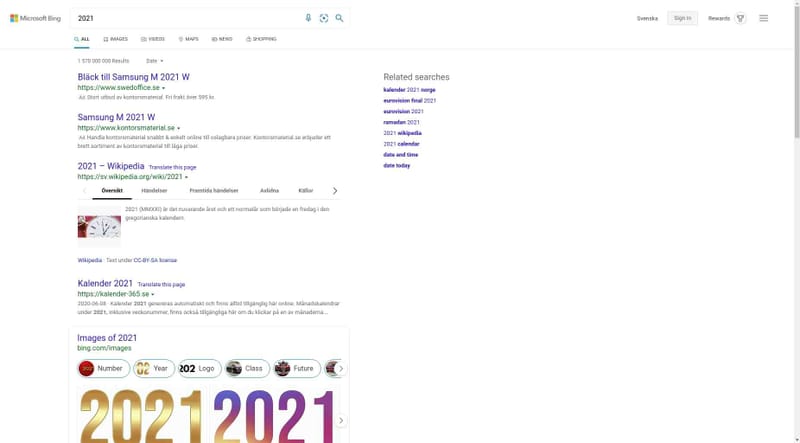 Microsoft Bing
2021
Svenska
Sign in
Rewards
ALL
IMAGES
VIDEOS
MAPS
NEWS
SHOPPING
1 570 000 000 Results
Date
Bläck till Samsung M 2021 W
https://www.swedoffice.se
Ad Stort utbud av kontorsmaterial. Fri frakt över 595 kr.
Samsung M 2021 W
https://www.kontorsmaterial.se
Ad Handla kontorsmaterial snabbt & enkelt online till oslagbara priser. Kontorsmaterial.se erbjuder ett
brett sortiment av kontorsmaterial till låga priser.
2021 – Wikipedia Translate this page
https://sv.wikipedia.org/wiki/2021
Översikt
Händelser
Framtida händelser
Avlidna
Källor
2021 (MMXXI) är det nuvarande året och ett normalår som började en fredag i den
gregorianska kalendern.
Wikipedia · Text under CC-BY-SA license
Kalender 2021 Translate this page
https://kalender-365.se
2020-06-08 · Kalender 2021 genereras automatiskt och finns alltid tillgänglig här online. Månadskalendrar
under 2021, inklusive veckonummer, finns också tillgängliga här om du klickar på en av månaderna...
Images of 2021
bing.com/images
Number
Year
202
Logo
Class
Future
2021
2021
Related searches
kalender 2021 norge
eurovision final 2021
eurovision 2021
ramadan 2021
2021 wikipedia
2021 calendar
date and time
date today